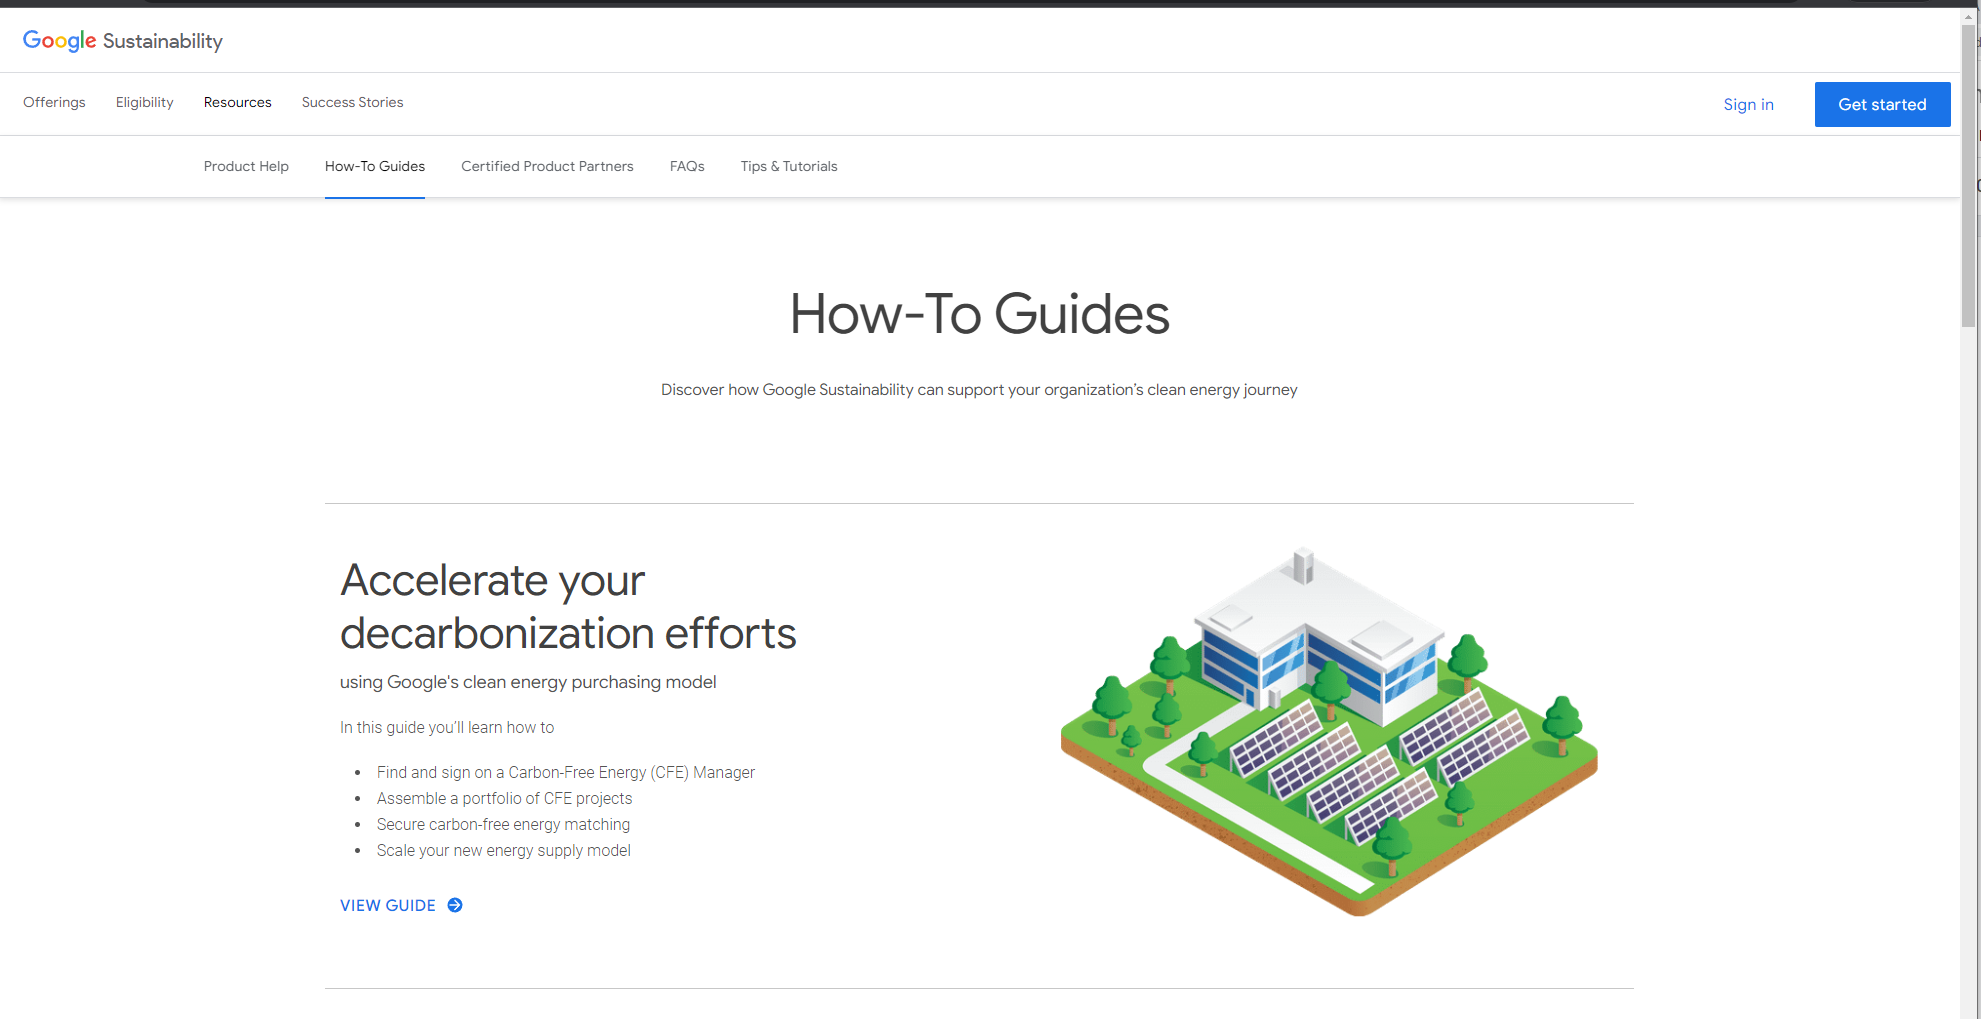 Google Sustainability
Offerings Eligibility Resources Success Stories Sign in Get started
Product Help How-To Guides Certified Product Partners FAQs Tips & Tutorials
How-To Guides
Discover how Google Sustainability can support your organization’s clean energy journey
Accelerate your
decarbonization efforts
using Google's clean energy purchasing model
In this guide you’ll learn how to
• Find and sign on a Carbon-Free Energy (CFE) Manager
• Assemble a portfolio of CFE projects
• Secure carbon-free energy matching
• Scale your new energy supply model
VIEW GUIDE